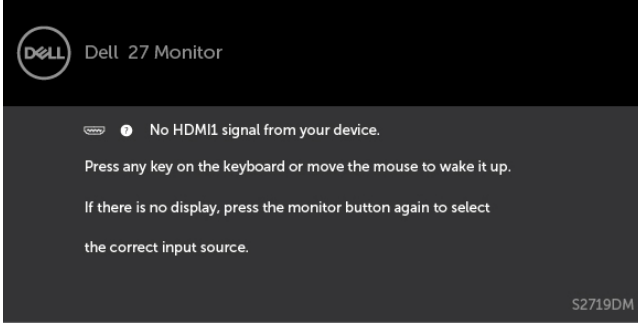 DELL
Dell 27 Monitor
? No HDMI1 signal from your device.
Press any key on the keyboard or move the mouse to wake it up.
If there is no display, press the monitor button again to select
the correct input source.
S2719DM